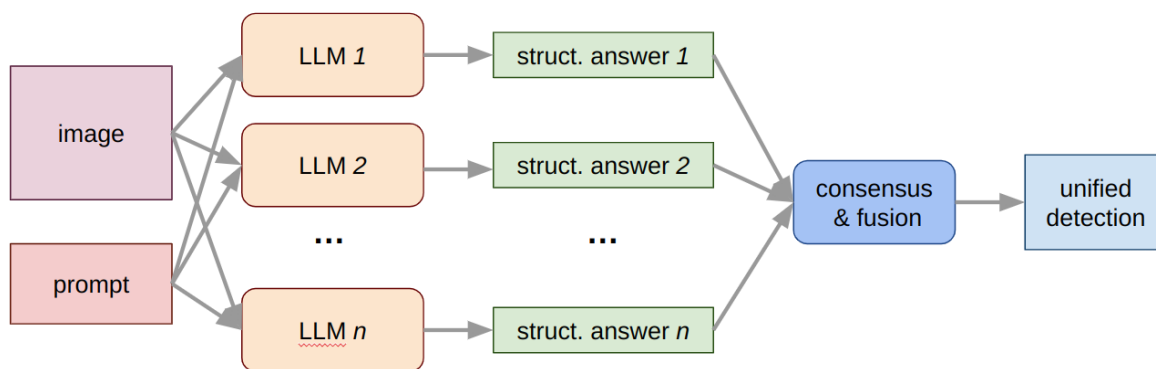 image
prompt
LLM 1
LLM 2
...
LLM n
struct. answer 1
struct. answer 2
...
struct. answer n
consensus
& fusion
unified
detection